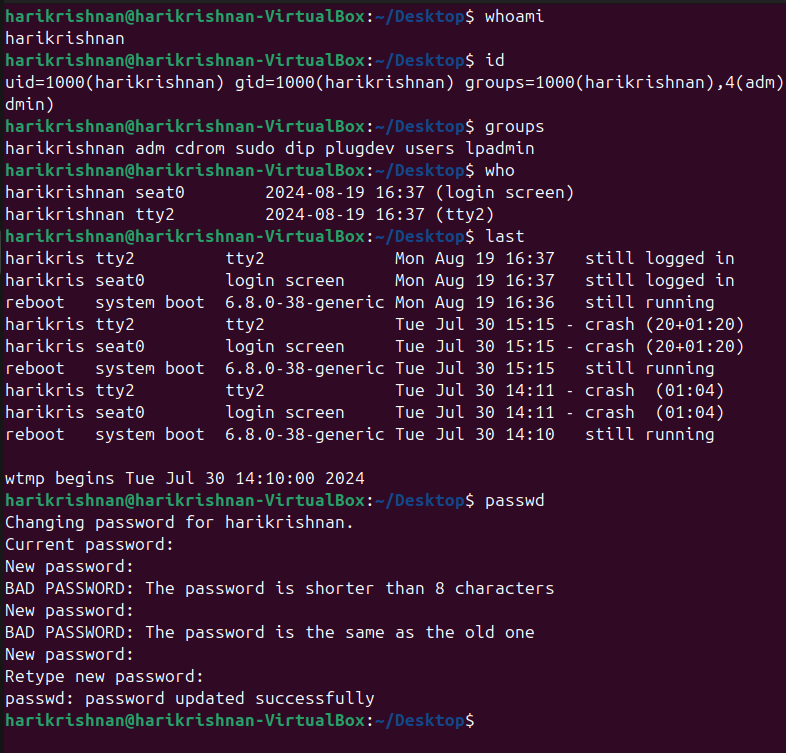 harikrishnan@harikrishnan-VirtualBox:~/Desktop$ whoami
harikrishnan
harikrishnan@harikrishnan-VirtualBox:~/Desktop$ id
uid=1000(harikrishnan) gid=1000(harikrishnan) groups=1000(harikrishnan),4(adm)
dmin)
harikrishnan@harikrishnan-VirtualBox:~/Desktop$ groups
harikrishnan adm cdrom sudo dip plugdev users lpadmin
harikrishnan@harikrishnan-VirtualBox:~/Desktop$ who
harikrishnan seat0        2024-08-19 16:37 (login screen)
harikrishnan tty2         2024-08-19 16:37 (tty2)
harikrishnan@harikrishnan-VirtualBox:~/Desktop$ last
harikris tty2         tty2             Mon Aug 19 16:37   still logged in
harikris seat0        login screen     Mon Aug 19 16:37   still logged in
reboot   system boot  6.8.0-38-generic Mon Aug 19 16:36   still running
harikris tty2         tty2             Tue Jul 30 15:15 - crash (20+01:20)
harikris seat0        login screen     Tue Jul 30 15:15 - crash (20+01:20)
reboot   system boot  6.8.0-38-generic Tue Jul 30 15:15   still running
harikris tty2         tty2             Tue Jul 30 14:11 - crash  (01:04)
harikris seat0        login screen     Tue Jul 30 14:11 - crash  (01:04)
reboot   system boot  6.8.0-38-generic Tue Jul 30 14:10   still running

wtmp begins Tue Jul 30 14:10:00 2024
harikrishnan@harikrishnan-VirtualBox:~/Desktop$ passwd
Changing password for harikrishnan.
Current password:
New password:
BAD PASSWORD: The password is shorter than 8 characters
New password:
BAD PASSWORD: The password is the same as the old one
New password:
Retype new password:
passwd: password updated successfully
harikrishnan@harikrishnan-VirtualBox:~/Desktop$